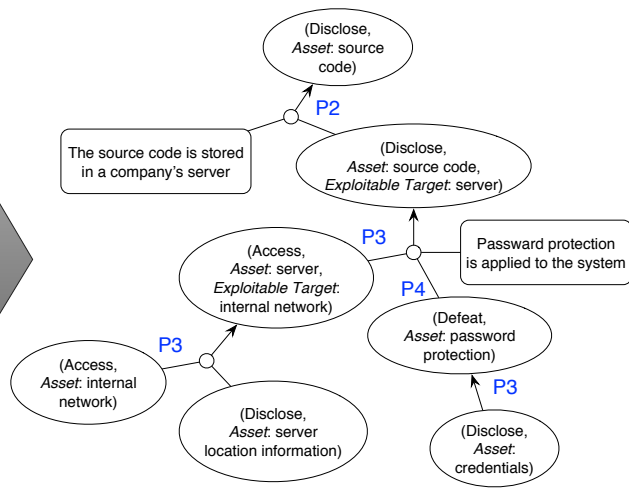 (Disclose,
Asset: source
code)
P2
The source code is stored
in a company's server
(Disclose,
Asset: source code,
Exploitable Target: server)
P3
(Access,
Asset: server,
Exploitable Target:
internal network)
Passward protection
is applied to the system
P4
(Defeat,
Asset: password
protection)
P3
(Access,
Asset: internal
network)
(Disclose,
Asset: server
location information)
P3
(Disclose,
Asset:
credentials)